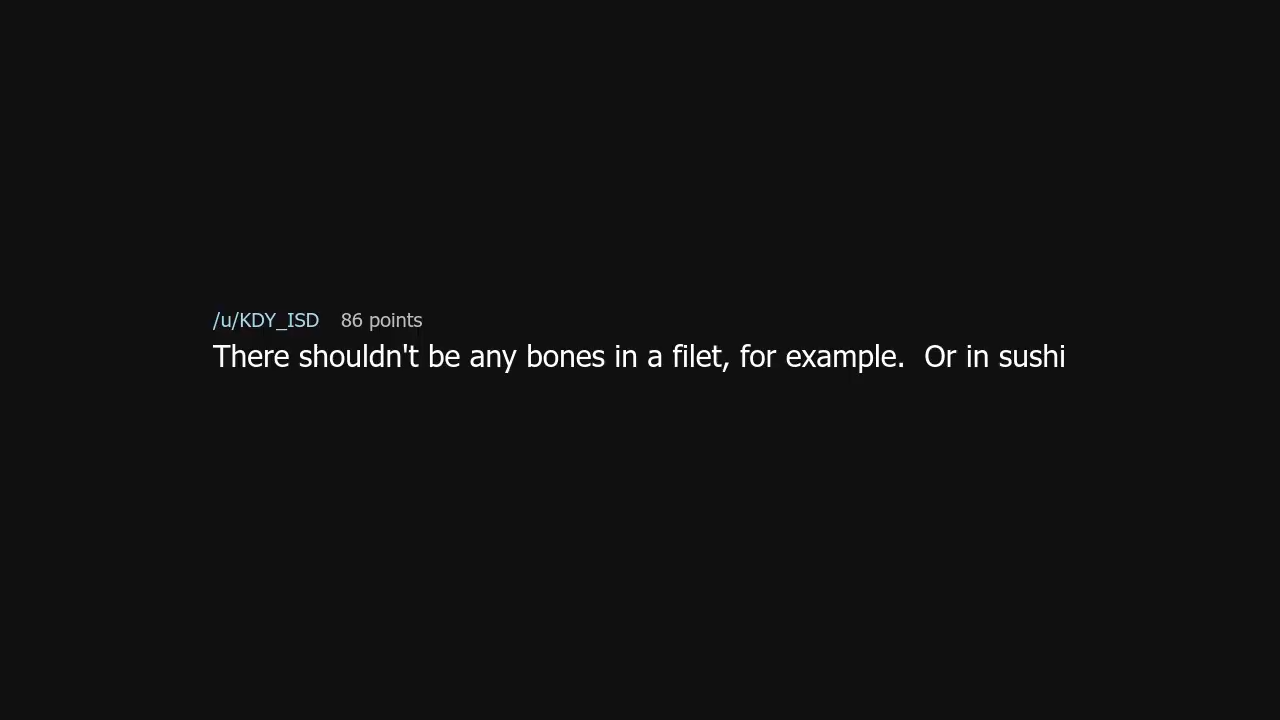 /u/KDY_ISD 86 points
There shouldn't be any bones in a filet, for example.  Or in sushi